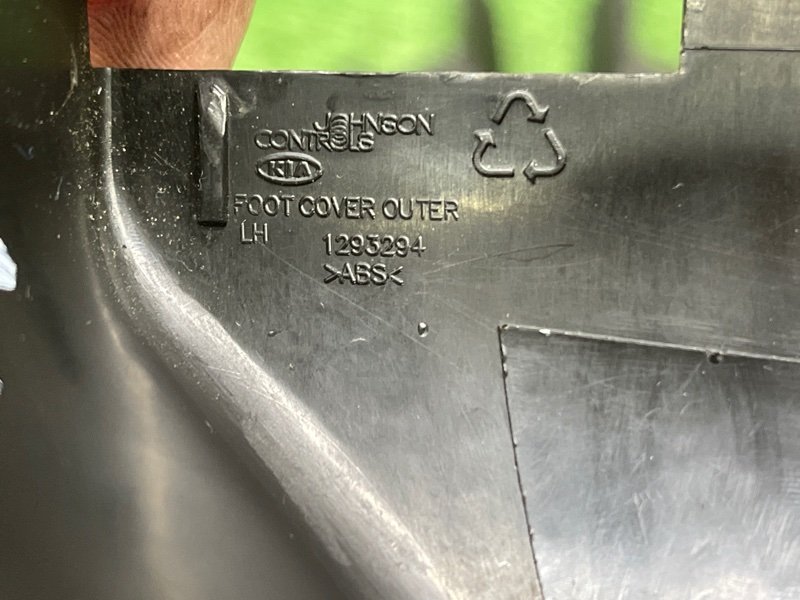 JOHNSON
CONTROLS
KIA
FOOT COVER OUTER
LH
1293294
>ABS<